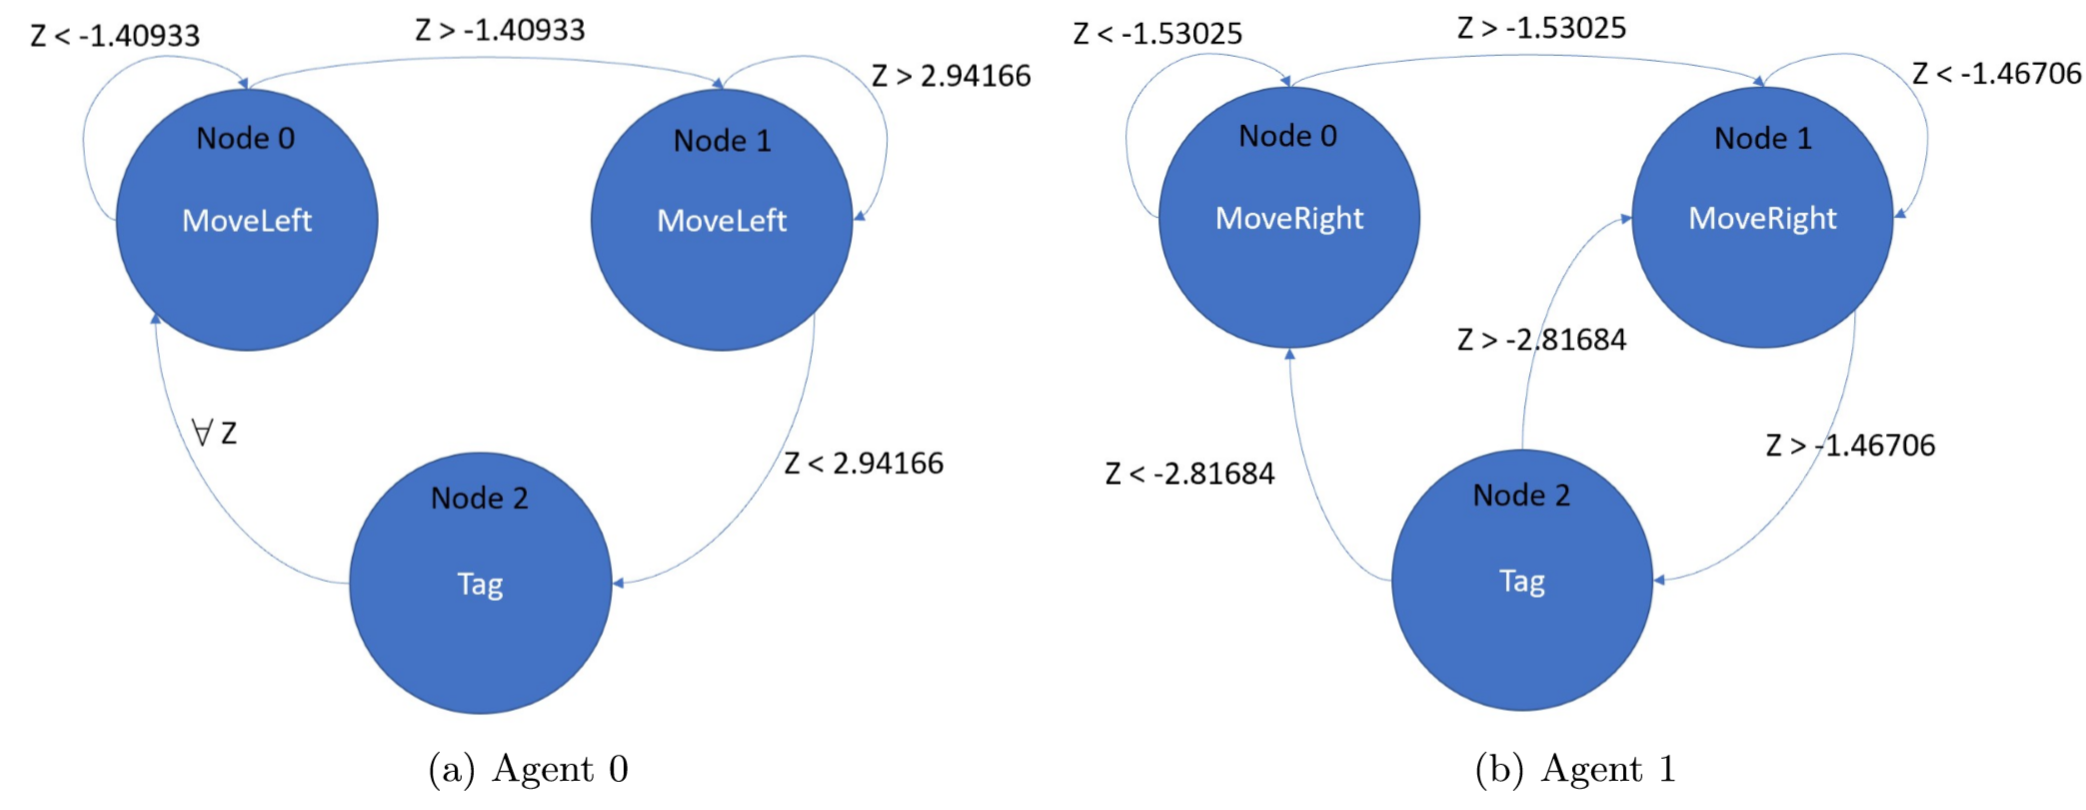 Z < -1.40933
Z > -1.40933
Z > 2.94166
Node 0
MoveLeft
Node 1
MoveLeft
∀ Z
Z < 2.94166
Node 2
Tag
(a) Agent 0
Z < -1.53025
Z > -1.53025
Z < -1.46706
Node 0
MoveRight
Node 1
MoveRight
Z > -2.81684
Z > -1.46706
Z < -2.81684
Node 2
Tag
(b) Agent 1